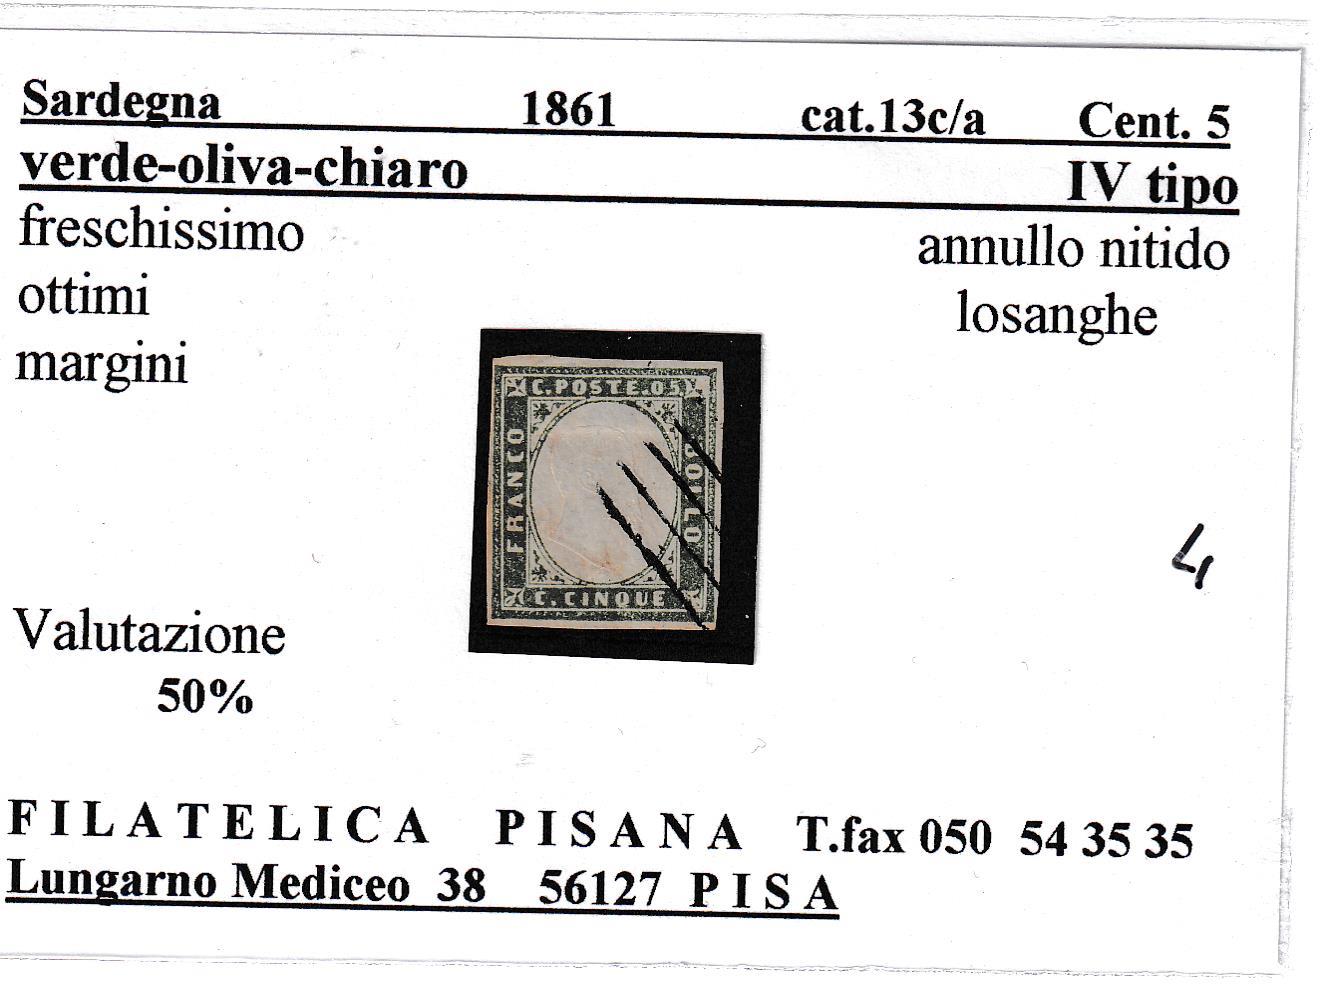 Sardegna 1861 cat.13c/a Cent. 5
verde-oliva-chiaro IV tipo
freschissimo annullo nitido
ottimi losanghe
margini
C. POSTE. 05
FRANCO
BOLLO
C. CINQUE
4
Valutazione
50%
FILATELICA PISANA T.fax 050 54 35 35
Lungarno Mediceo 38 56127 PISA